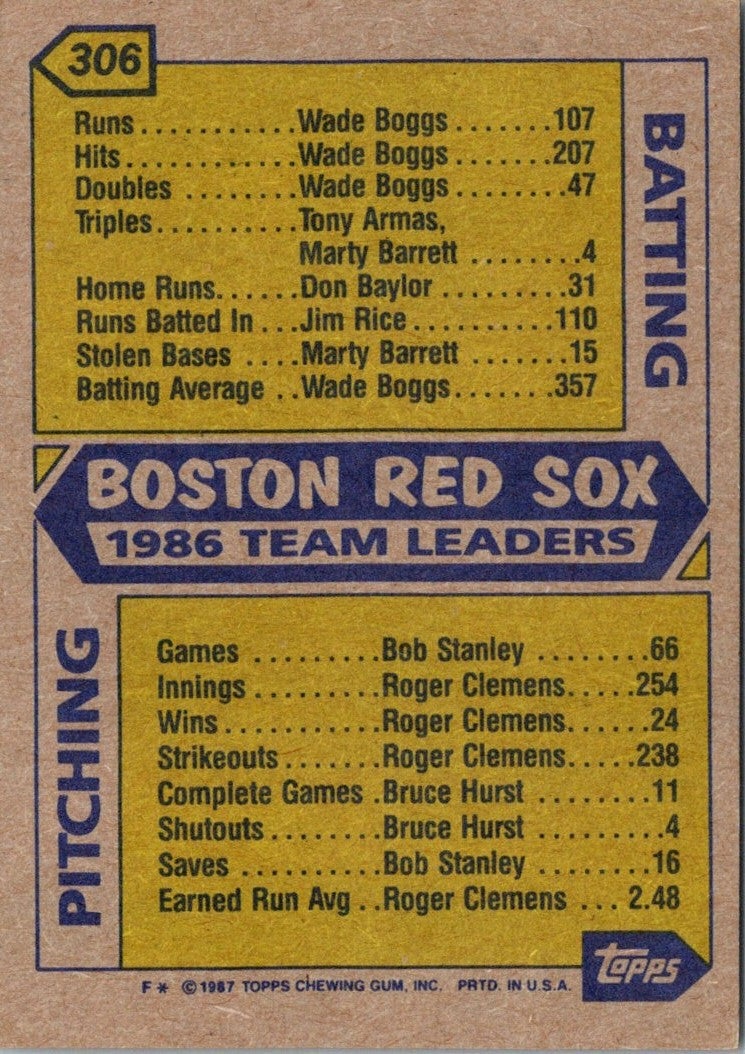 306
Runs...........Wade Boggs.......107
Hits............Wade Boggs.......207
Doubles ........Wade Boggs........47
Triples..........Tony Armas,
Marty Barrett ........4
Home Runs......Don Baylor .........31
Runs Batted In ...Jim Rice...........110
Stolen Bases ....Marty Barrett .......15
Batting Average ..Wade Boggs.......357
BATTING
BOSTON RED SOX
1986 TEAM LEADERS
PITCHING
Games .........Bob Stanley .......66
Innings .........Roger Clemens.....254
Wins...........Roger Clemens.....24
Strikeouts.......Roger Clemens.....238
Complete Games .Bruce Hurst ........11
Shutouts........Bruce Hurst ........4
Saves ..........Bob Stanley .......16
Earned Run Avg ..Roger Clemens ...2.48
topps
F* ©1987 TOPPS CHEWING GUM, INC. PRTD. IN U.S.A.